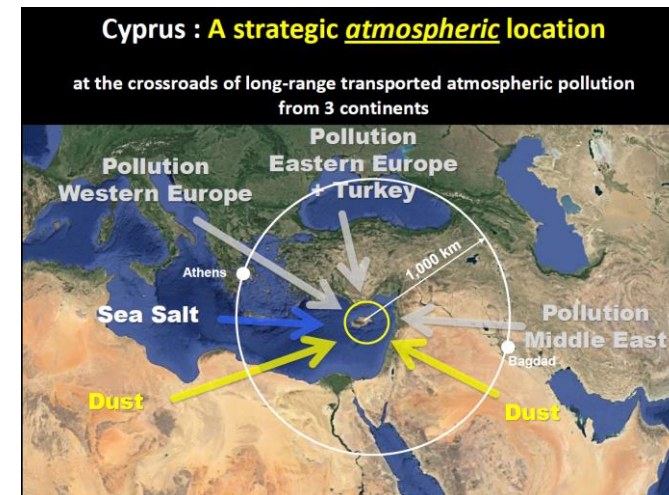 Cyprus : A strategic atmospheric location
at the crossroads of long-range transported atmospheric pollution
from 3 continents
Pollution
Western Europe
Pollution
Eastern Europe
+ Turkey
1,000 km
Athens
Sea Salt
Pollution
Middle East
Bagdad
Dust
Dust